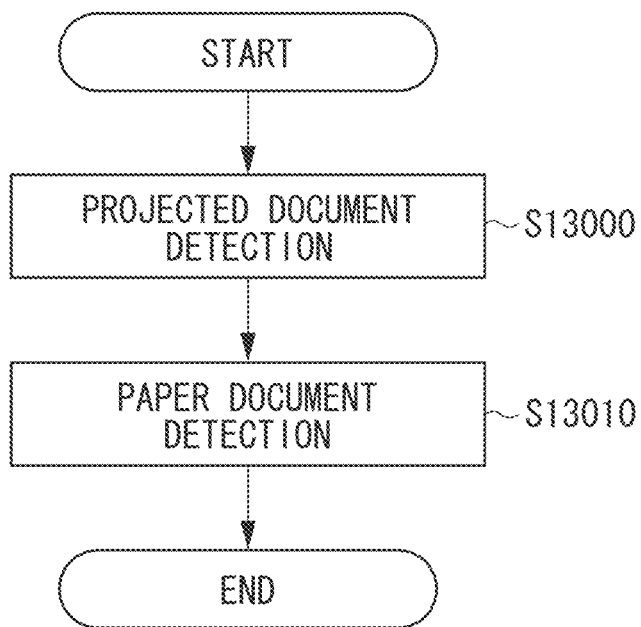 START
PROJECTED DOCUMENT
DETECTION
S13000
PAPER DOCUMENT
DETECTION
S13010
END